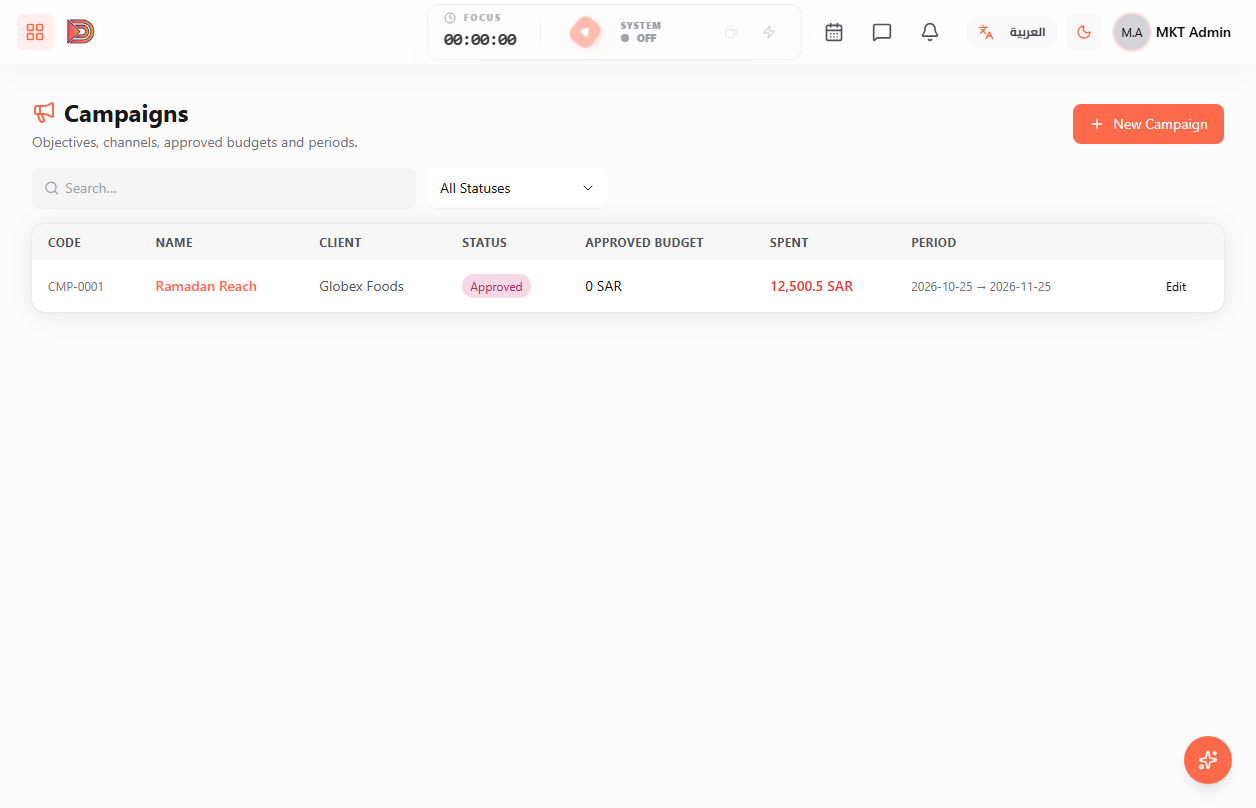 FOCUS
00:00:00
SYSTEM
OFF
العربية
M.A
MKT Admin
Campaigns
Objectives, channels, approved budgets and periods.
New Campaign
Search...
All Statuses
CODE NAME CLIENT STATUS APPROVED BUDGET SPENT PERIOD
CMP-0001 Ramadan Reach Globex Foods Approved 0 SAR 12,500.5 SAR 2026-10-25 → 2026-11-25 Edit